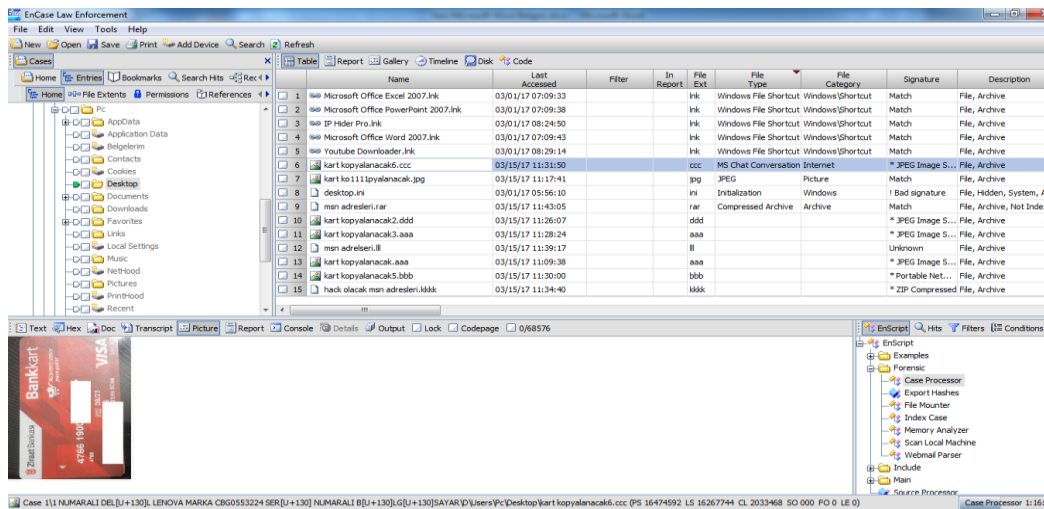 EnCase Law Enforcement
File Edit View Tools Help
New Open Save Print Add Device Search Refresh
Cases
Table Report Gallery Timeline Disk Code
Home Entries Bookmarks Search Hits Rec
Home File Extents Permissions References
Name Last Accessed Filter In Report File Ext File Type File Category Signature Description
Pc
AppData
Application Data
Belgelerim
Contacts
Cookies
Desktop
Documents
Downloads
Favorites
Links
Local Settings
Music
NetHood
Pictures
PrintHood
Recent
1 Microsoft Office Excel 2007.lnk 03/01/17 07:09:33 lnk Windows File Shortcut Windows\Shortcut Match File, Archive
2 Microsoft Office PowerPoint 2007.lnk 03/01/17 07:09:38 lnk Windows File Shortcut Windows\Shortcut Match File, Archive
3 IP Hider Pro.lnk 03/01/17 08:24:50 lnk Windows File Shortcut Windows\Shortcut Match File, Archive
4 Microsoft Office Word 2007.lnk 03/01/17 07:09:43 lnk Windows File Shortcut Windows\Shortcut Match File, Archive
5 Youtube Downloader.lnk 03/01/17 08:29:14 lnk Windows File Shortcut Windows\Shortcut Match File, Archive
6 kart kopyalanacak6.ccc 03/15/17 11:31:50 ccc MS Chat Conversation Internet * JPEG Image S... File, Archive
7 kart ko1111pyalanacak.jpg 03/15/17 11:17:41 jpg JPEG Picture Match File, Archive
8 desktop.ini 03/01/17 05:56:10 ini Initialization Windows ! Bad signature File, Hidden, System, A
9 msn adresleri.rar 03/15/17 11:43:05 rar Compressed Archive Archive Match File, Archive, Not Inde
10 kart kopyalanacak2.ddd 03/15/17 11:26:07 ddd * JPEG Image S... File, Archive
11 kart kopyalanacak3.aaa 03/15/17 11:28:24 aaa * JPEG Image S... File, Archive
12 msn adrelseri.lll 03/15/17 11:39:17 lll Unknown File, Archive
13 kart kopyalanacak.aaa 03/15/17 11:09:38 aaa * JPEG Image S... File, Archive
14 kart kopyalanacak5.bbb 03/15/17 11:30:00 bbb * Portable Net... File, Archive
15 hack olacak msn adresleri.kkkk 03/15/17 11:34:40 kkkk * ZIP Compressed File, Archive
Text Hex Doc Transcript Picture Report Console Details Output Lock Codepage 0/68576
EnScript Hits Filters Conditions
Bankkart
VISA
Ziraat Bankası
4766 190
EnScript
Examples
Forensic
Case Processor
Export Hashes
File Mounter
Index Case
Memory Analyzer
Scan Local Machine
Webmail Parser
Include
Main
Source Processor
Case 1\1 NUMARALI DEL[U+130]L LENOVA MARKA CBG0553224 SER[U+130] NUMARALI B[U+130]LG[U+130]SAYAR\D\Users\Pc\Desktop\kart kopyalanacak6.ccc (PS 16474592 LS 16267744 CL 2033468 SO 000 FO 0 LE 0)
Case Processor 1:16: